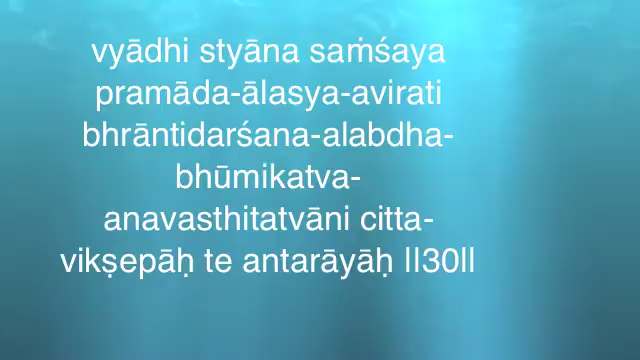 vyādhi styāna saṁśaya
pramāda-ālasya-avirati
bhrāntidarśana-alabdha-
bhūmikatva-
anavasthitatvāni citta-
vikṣepāḥ te antarāyāḥ ll30ll